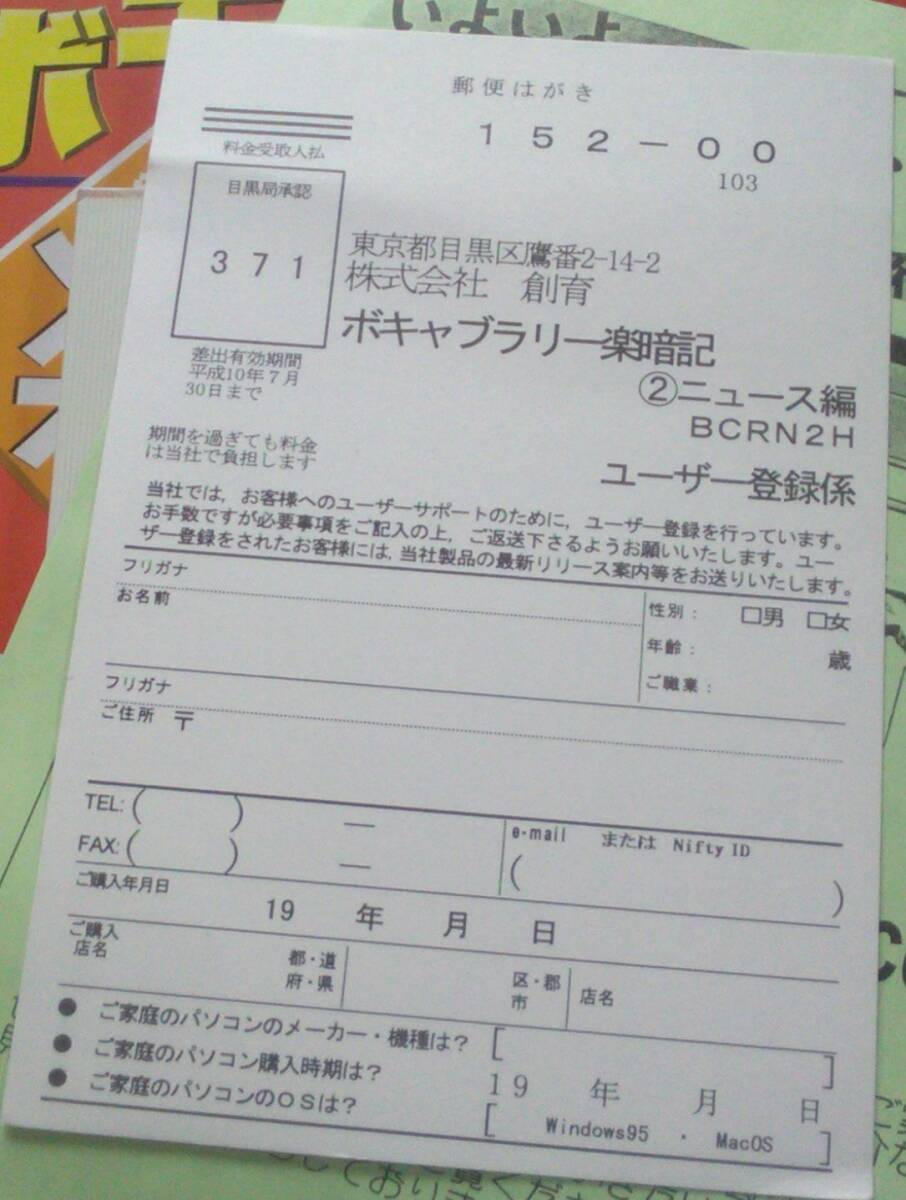 いよいよ
郵便はがき
152-00
103
料金受取人払
目黒局承認
371
差出有効期間
平成10年7月
30日まで
期間を過ぎても料金
は当社で負担します
東京都目黒区鷹番2-14-2
株式会社 創育
ボキャブラリー楽暗記
②ニュース編
BCRN2H
ユーザー登録係
当社では，お客様へのユーザーサポートのために，ユーザー登録を行っています。
お手数ですが必要事項をご記入の上，ご返送下さるようお願いいたします。ユー
ザー登録をされたお客様には,当社製品の最新リリース案内等をお送りいたします。
フリガナ
お名前
性別： □男 □女
年齢： 歳
ご職業：
フリガナ
ご住所 〒
TEL:( ) ―
FAX:( ) ―
e-mail または Nifty ID
( )
ご購入年月日
19 年 月 日
ご購入
店名
都・道
府・県
区・郡
市
店名
● ご家庭のパソコンのメーカー・機種は？ [ ]
● ご家庭のパソコン購入時期は？ 19 年 月 日
● ご家庭のパソコンのOSは？ [ Windows95 ・ MacOS ]